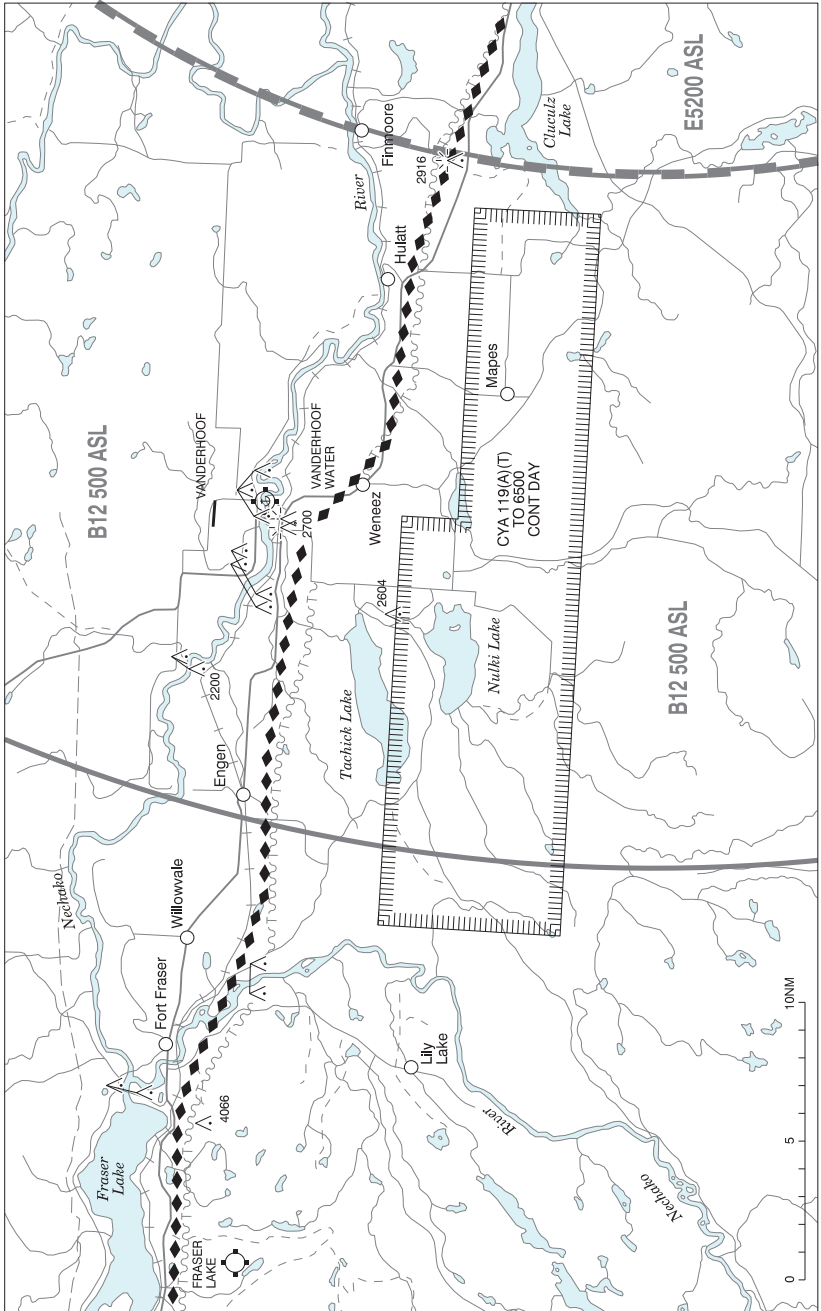 E5200 ASL
Cluculz
Lake
Finmoore
2916
River
Hulatt
Mapes
B12 500 ASL
VANDERHOOF
VANDERHOOF
WATER
2700
Weneez
CYA 119(A)(T)
TO 6500
CONT DAY
2604
Nulki Lake
Tachick Lake
B12 500 ASL
2200
Engen
Nechako
Willowvale
Fort Fraser
Lily
Lake
4066
River
Nechako
Fraser
Lake
FRASER
LAKE
0
5
10NM